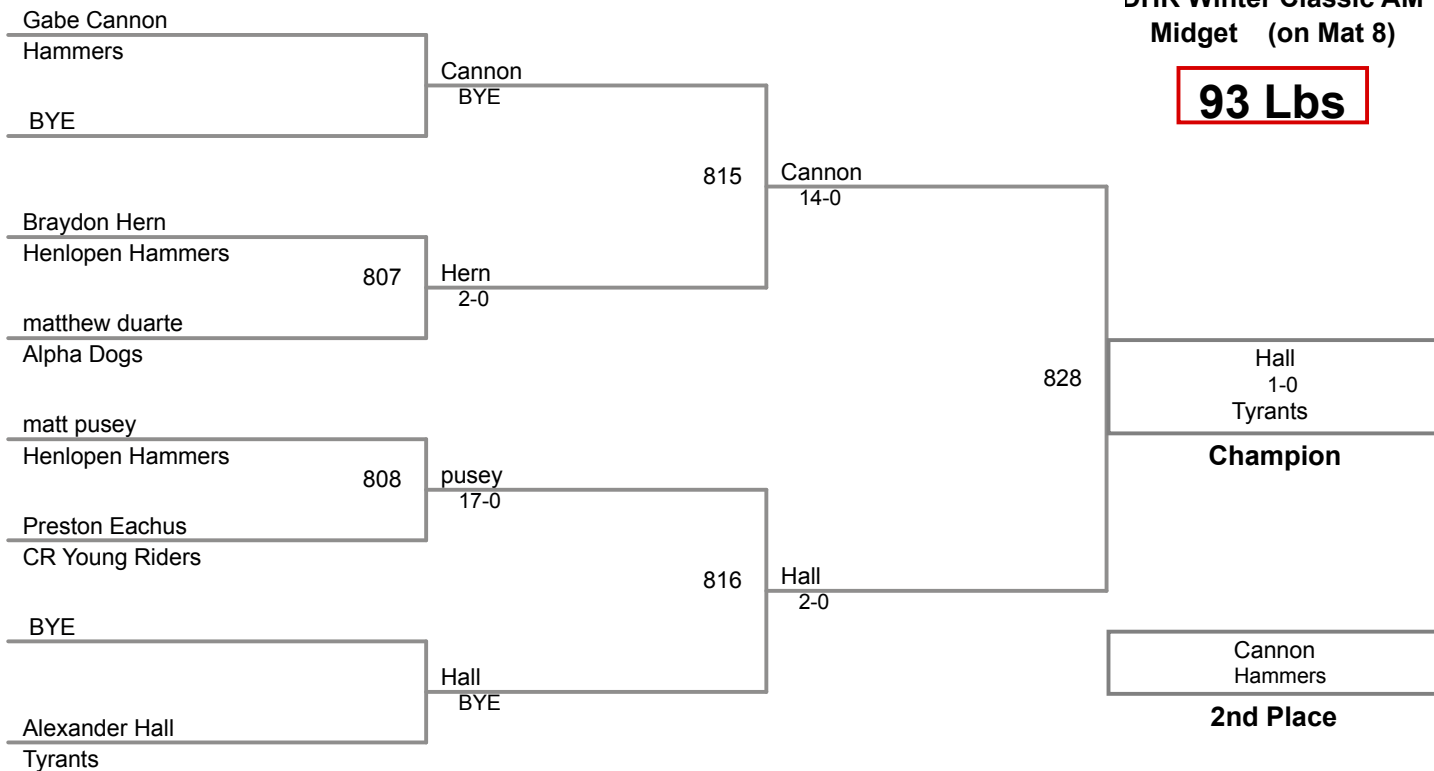 Gabe Cannon
Hammers
BYE
Braydon Hern
Henlopen Hammers
807
matthew duarte
Alpha Dogs
matt pusey
Henlopen Hammers
808
Preston Eachus
CR Young Riders
BYE
Alexander Hall
Tyrants
Cannon
BYE
815
Hern
2-0
pusey
17-0
816
Hall
BYE
Cannon
14-0
828
Hall
2-0
DHK Winter Classic AM
Midget (on Mat 8)
93 Lbs
Hall
1-0
Tyrants
Champion
Cannon
Hammers
2nd Place